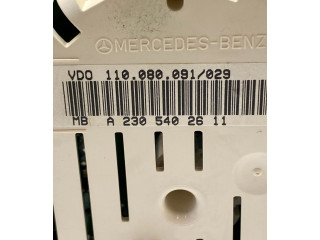 MERCEDES-BENZ
VDO 110.080.091/029
MB A 230 540 26 11